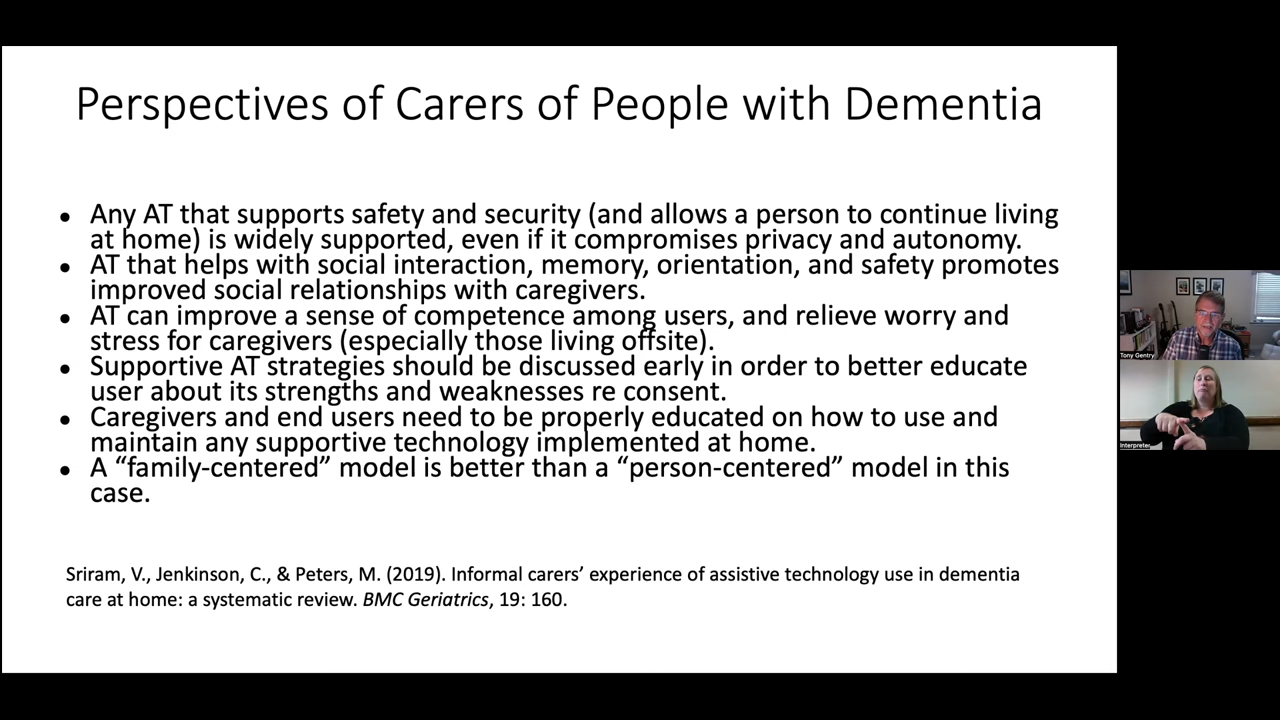 Perspectives of Carers of People with Dementia
• Any AT that supports safety and security (and allows a person to continue living
at home) is widely supported, even if it compromises privacy and autonomy.
• AT that helps with social interaction, memory, orientation, and safety promotes
improved social relationships with caregivers.
• AT can improve a sense of competence among users, and relieve worry and
stress for caregivers (especially those living offsite).
• Supportive AT strategies should be discussed early in order to better educate
user about its strengths and weaknesses re consent.
• Caregivers and end users need to be properly educated on how to use and
maintain any supportive technology implemented at home.
• A “family-centered” model is better than a “person-centered” model in this
case.
Sriram, V., Jenkinson, C., & Peters, M. (2019). Informal carers’ experience of assistive technology use in dementia
care at home: a systematic review. BMC Geriatrics, 19: 160.
Tony Gentry
Interpreter